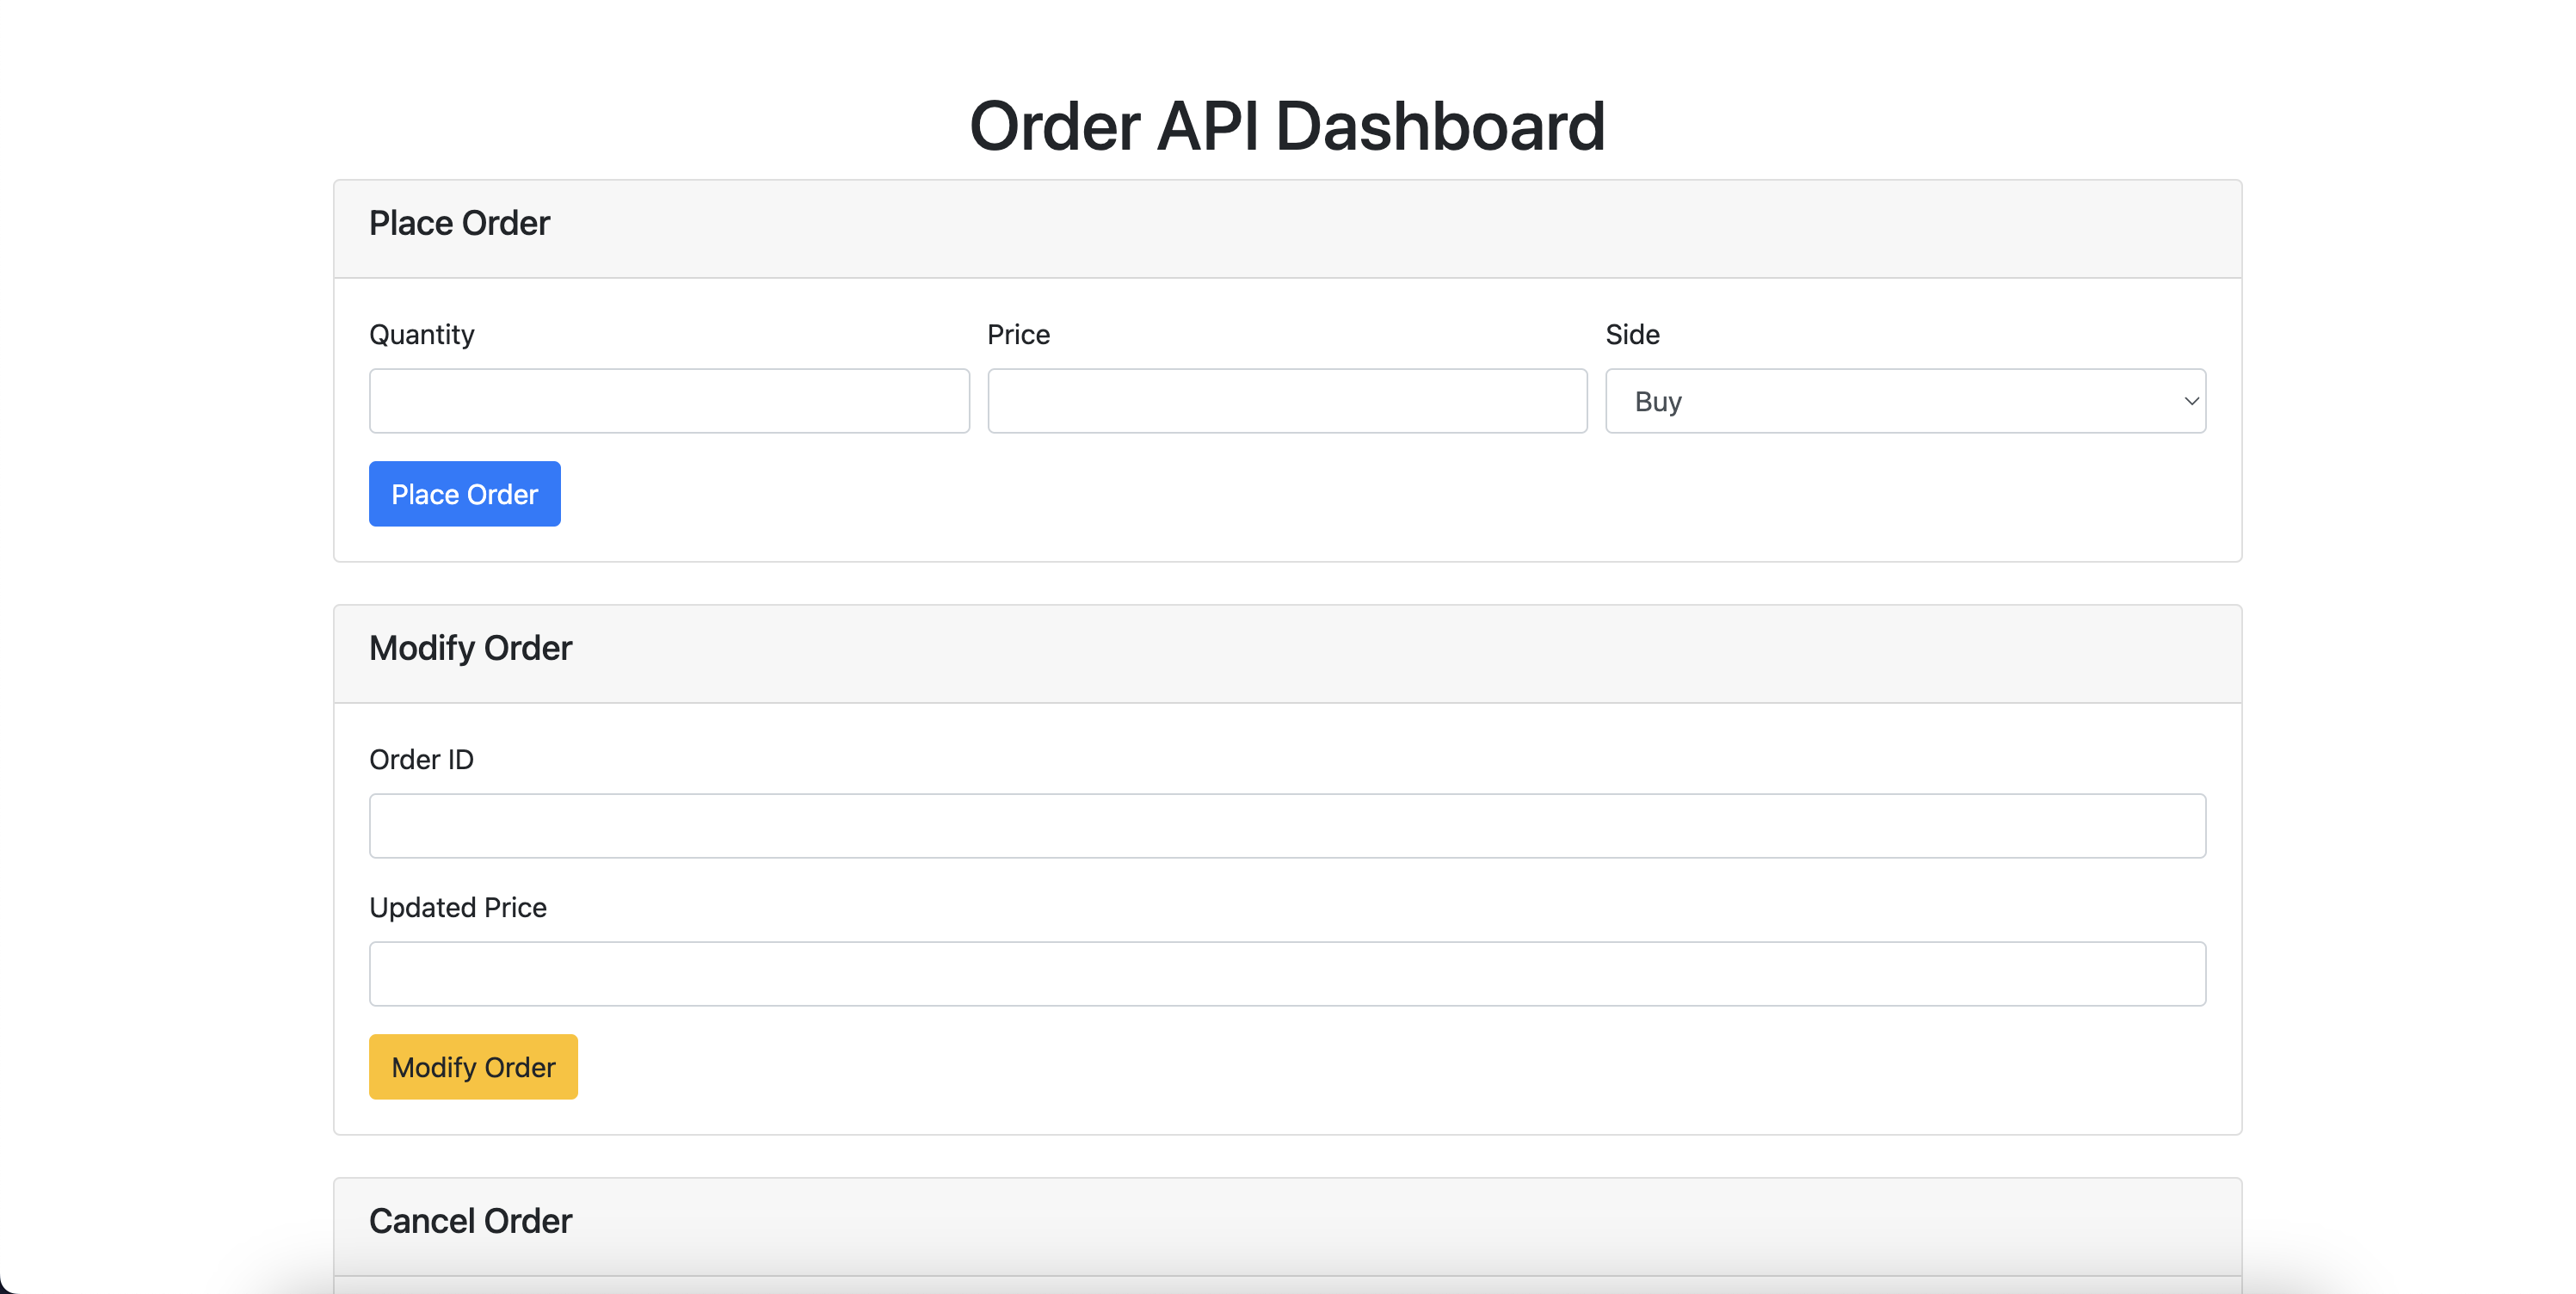 Order API Dashboard
Place Order
Quantity Price Side
Buy
Place Order
Modify Order
Order ID
Updated Price
Modify Order
Cancel Order